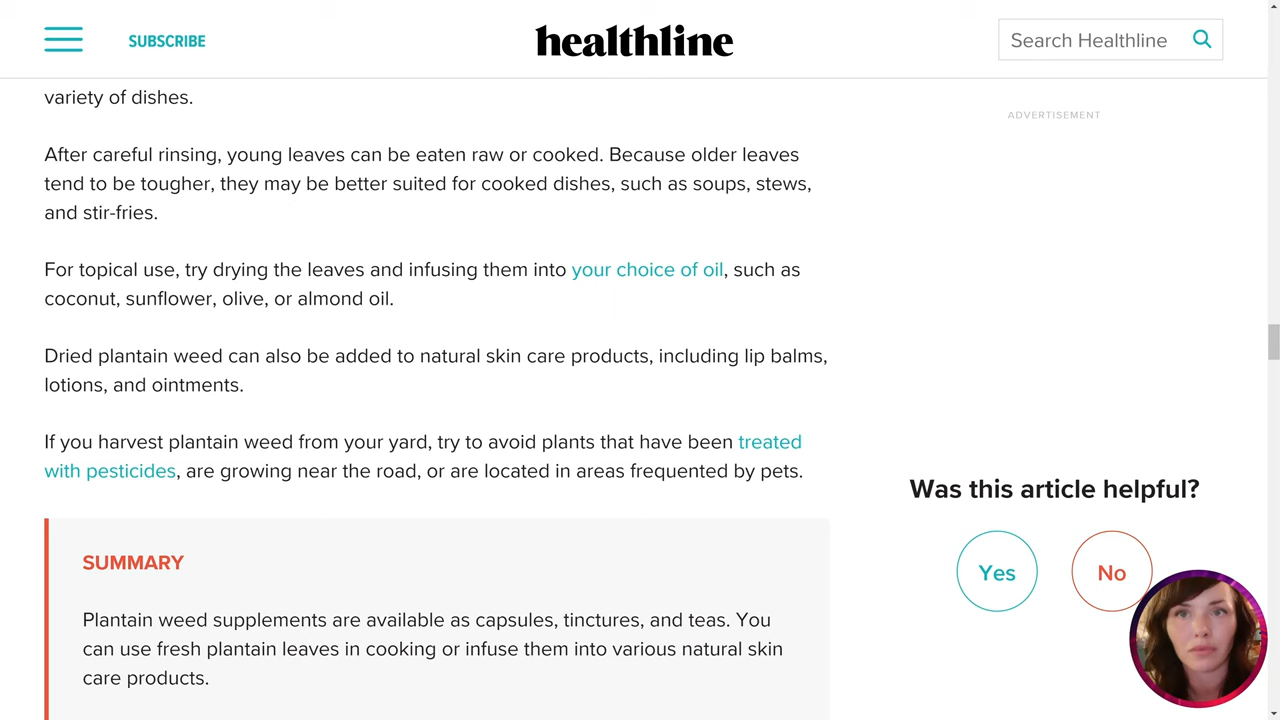 SUBSCRIBE
healthline
Search Healthline
variety of dishes.
ADVERTISEMENT
After careful rinsing, young leaves can be eaten raw or cooked. Because older leaves
tend to be tougher, they may be better suited for cooked dishes, such as soups, stews,
and stir-fries.
For topical use, try drying the leaves and infusing them into your choice of oil, such as
coconut, sunflower, olive, or almond oil.
Dried plantain weed can also be added to natural skin care products, including lip balms,
lotions, and ointments.
If you harvest plantain weed from your yard, try to avoid plants that have been treated
with pesticides, are growing near the road, or are located in areas frequented by pets.
Was this article helpful?
Yes
No
SUMMARY
Plantain weed supplements are available as capsules, tinctures, and teas. You
can use fresh plantain leaves in cooking or infuse them into various natural skin
care products.